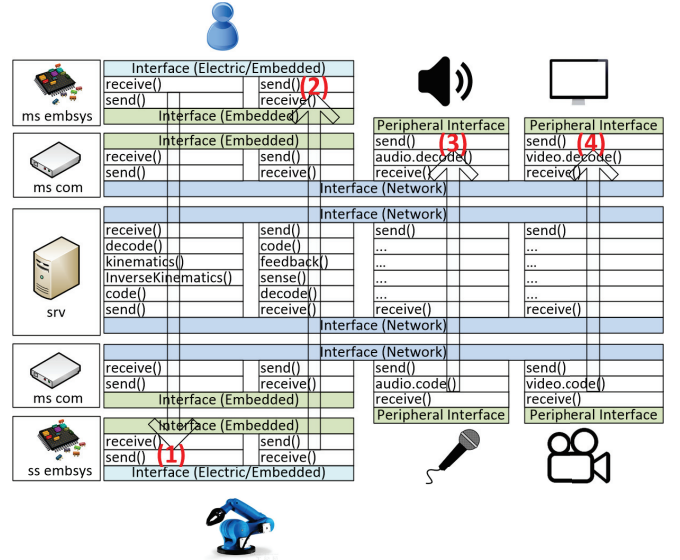 Interface (Electric/Embedded)
receive() send() (2)
send() receive()
ms embsys Interface (Embedded) Peripheral Interface Peripheral Interface
Interface (Embedded) send() (3) send() (4)
receive() send() audio.decode() video.decode()
send() receive() receive() receive()
ms com Interface (Network)
Interface (Network)
receive() send() send() send()
decode() code() ... ...
kinematics() feedback() ... ...
InverseKinematics() sense() ... ...
code() decode() ... ...
send() receive() receive() receive()
srv Interface (Network)
Interface (Network)
receive() send() send() send()
send() receive() audio.code() video.code()
ms com Interface (Embedded) receive() receive()
Interface (Embedded) Peripheral Interface Peripheral Interface
receive() send()
send() (1) receive()
ss embsys Interface (Electric/Embedded)